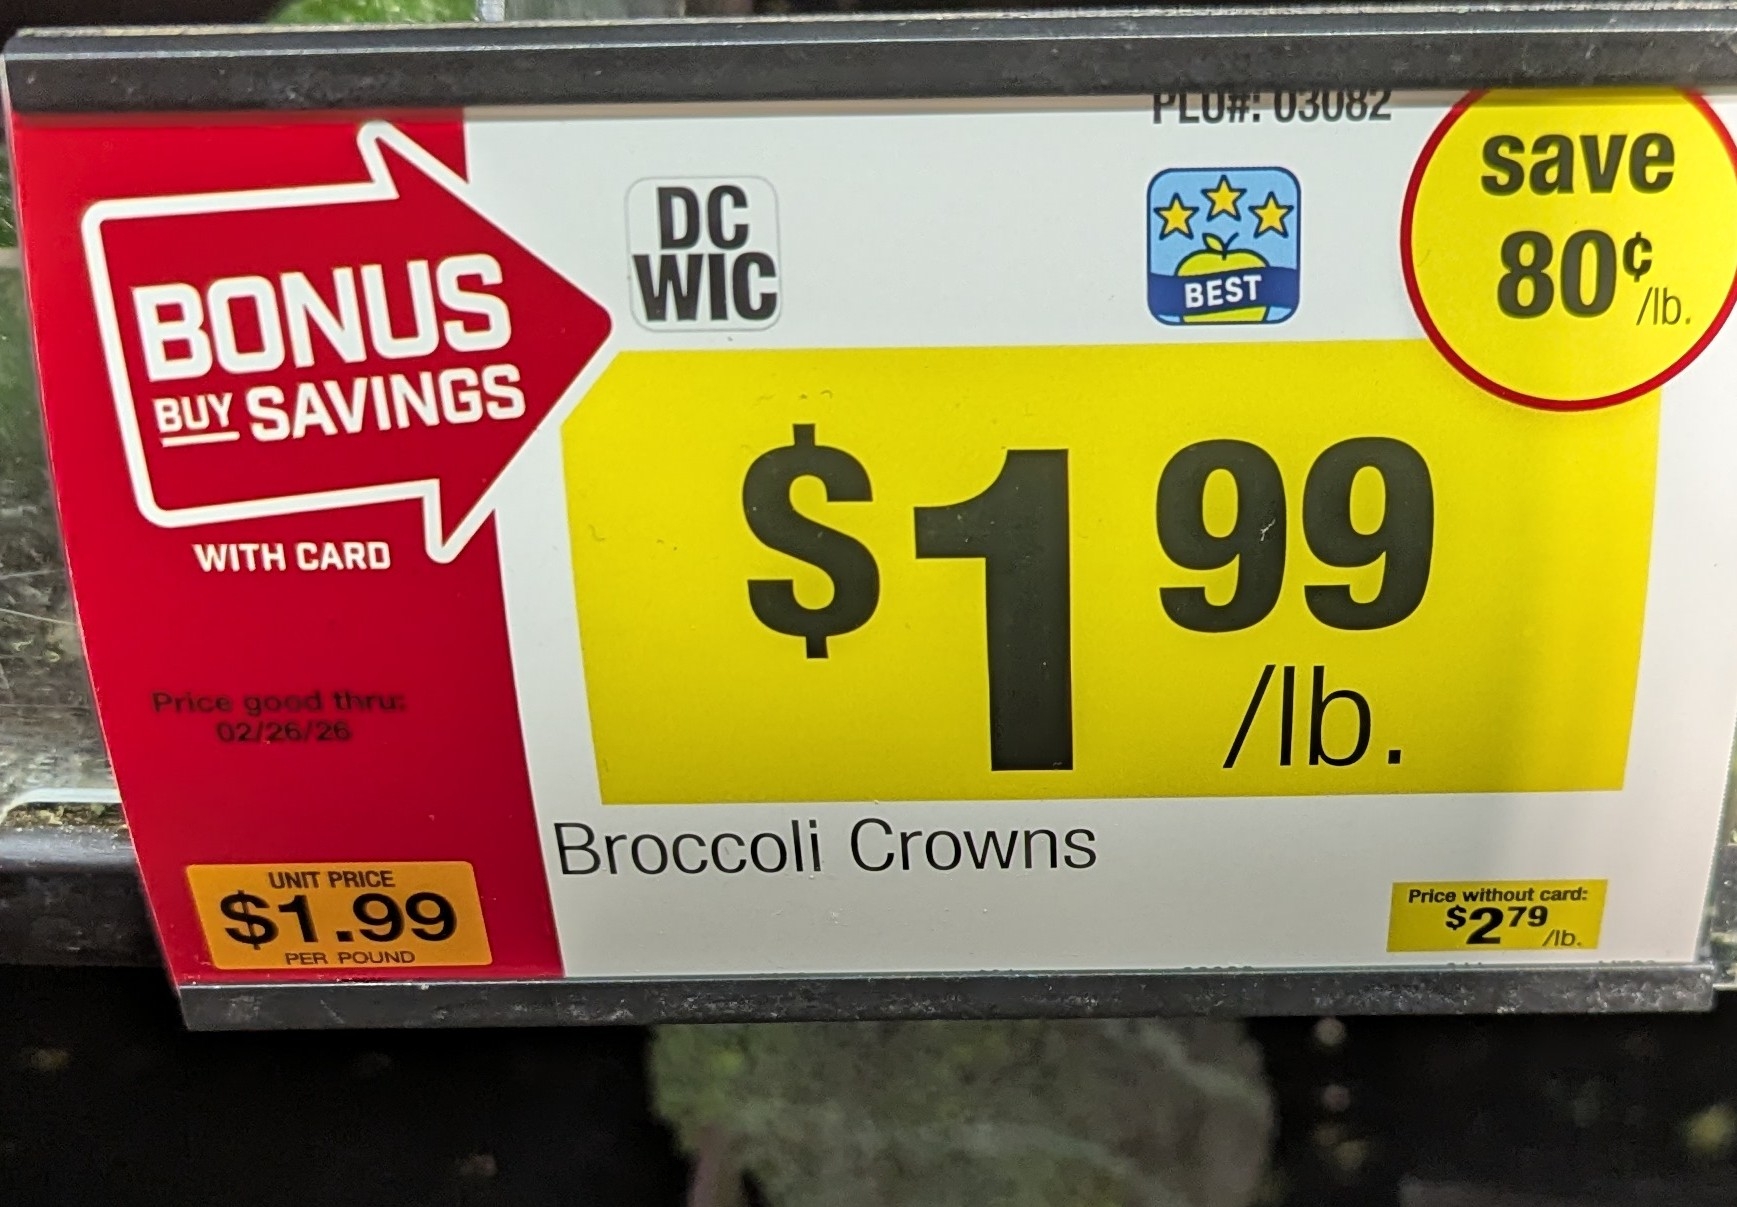 PLU#: 03082
save
80¢
/lb.
DC
WIC
BEST
BONUS
BUY SAVINGS
WITH CARD
$1 99
/lb.
Price good thru:
02/26/26
Broccoli Crowns
UNIT PRICE
$1.99
PER POUND
Price without card:
$2 79
/lb.